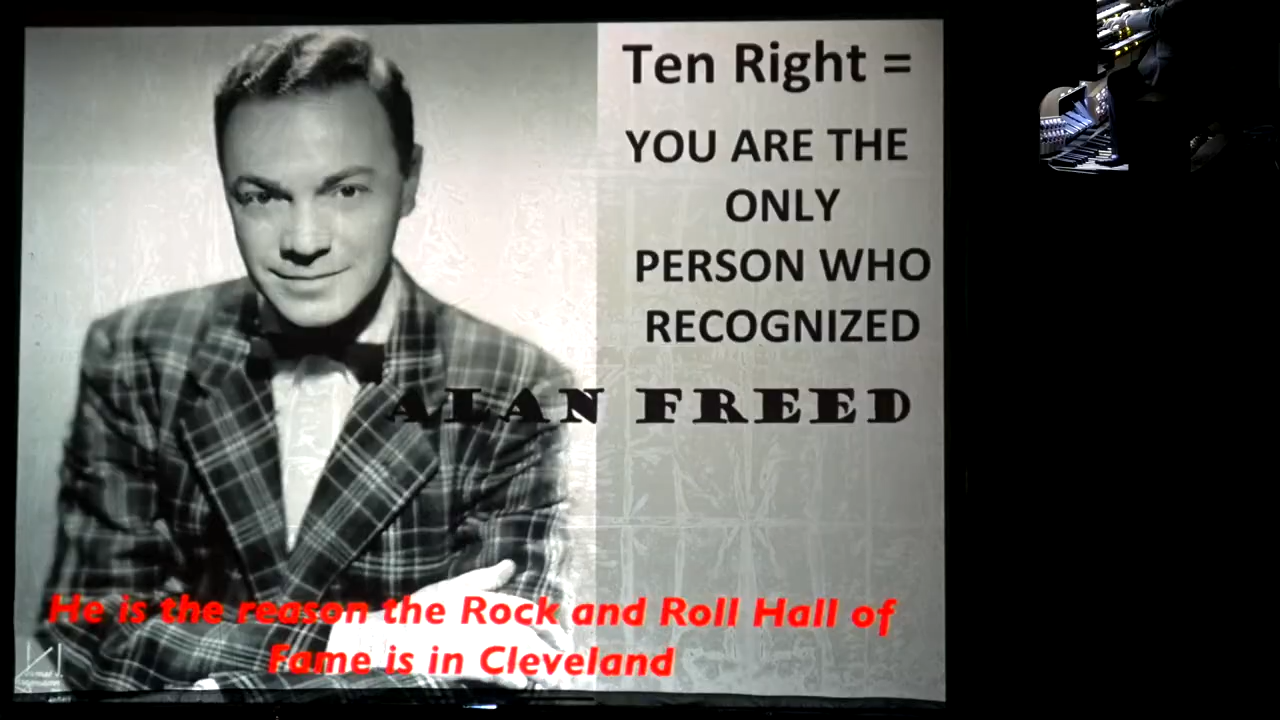 Ten Right =
YOU ARE THE
ONLY
PERSON WHO
RECOGNIZED
ALAN FREED
He is the reason the Rock and Roll Hall of
Fame is in Cleveland